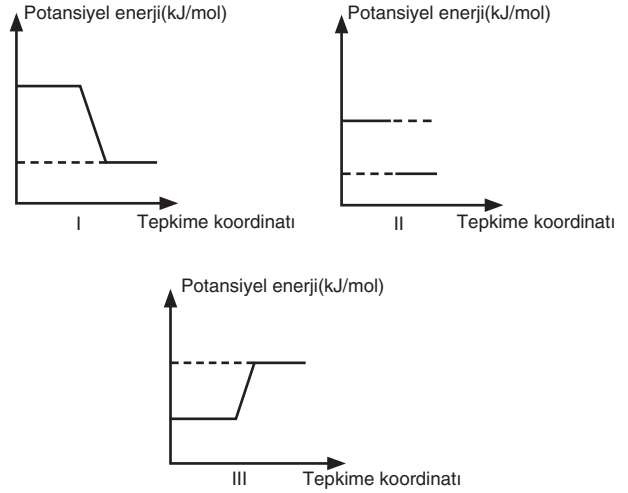 Potansiyel enerji(kJ/mol)
Tepkime koordinatı
I
Potansiyel enerji(kJ/mol)
Tepkime koordinatı
II
Potansiyel enerji(kJ/mol)
Tepkime koordinatı
III